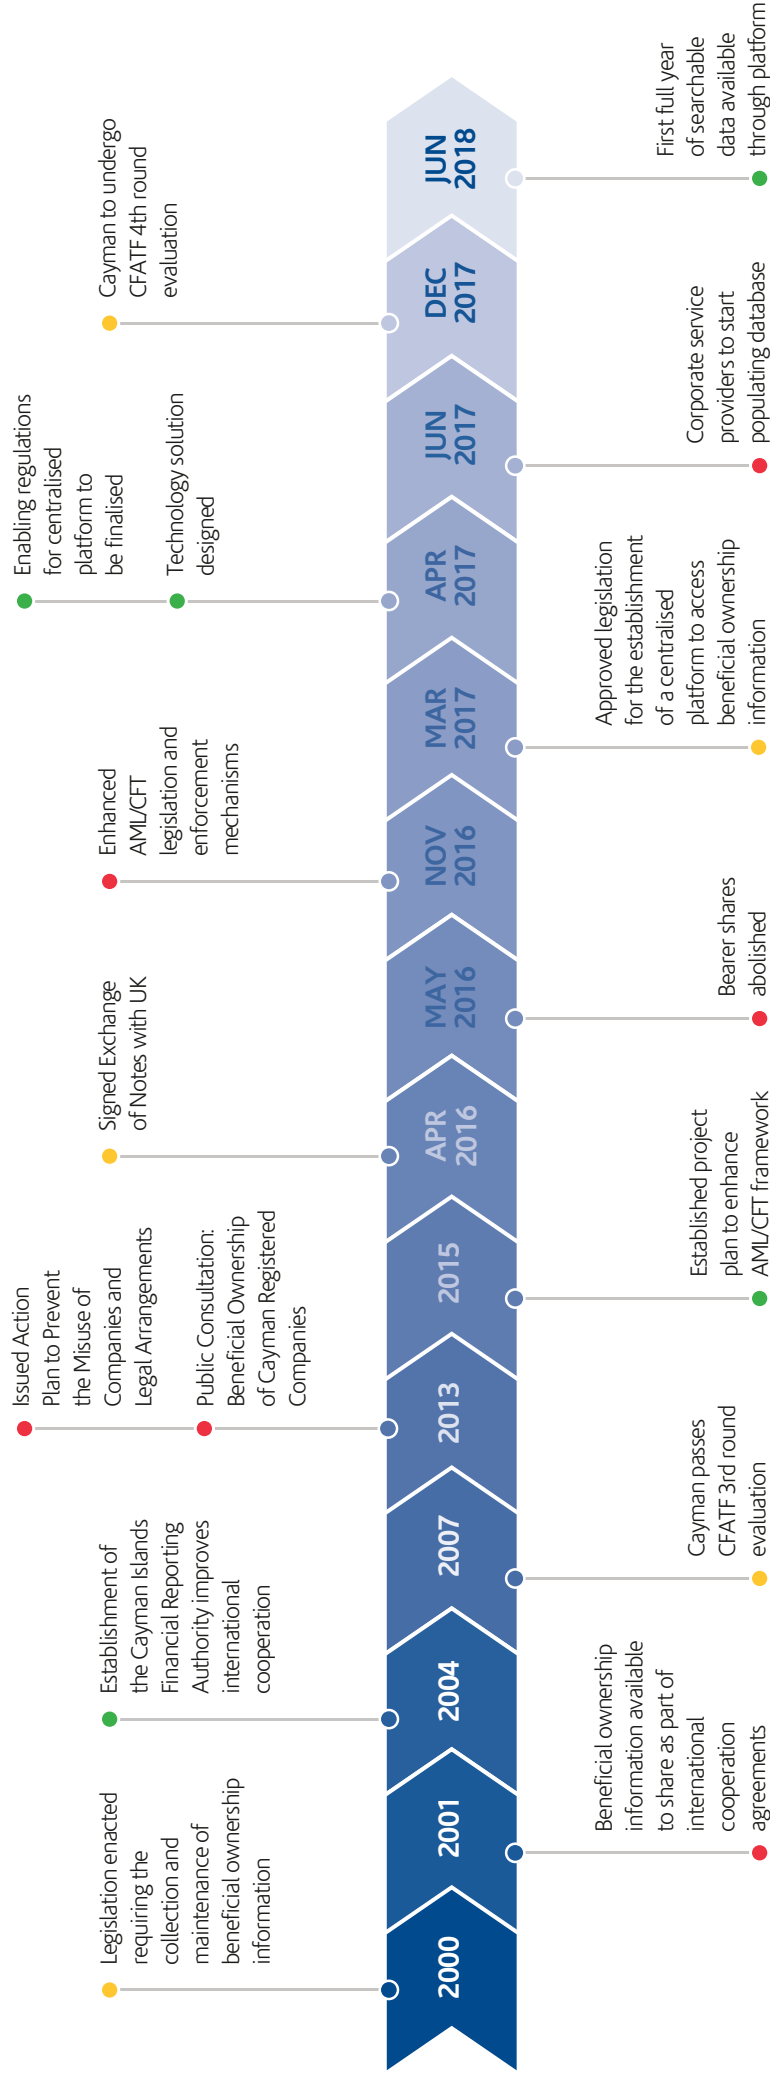 2000
Legislation enacted
requiring the
collection and
maintenance of
beneficial ownership
information
2001
Beneficial ownership
information available
to share as part of
international
cooperation
agreements
2004
Establishment of
the Cayman Islands
Financial Reporting
Authority improves
international
cooperation
2007
Cayman passes
CFATF 3rd round
evaluation
2013
Issued Action
Plan to Prevent
the Misuse of
Companies and
Legal Arrangements
Public Consultation:
Beneficial Ownership
of Cayman Registered
Companies
2015
Established project
plan to enhance
AML/CFT framework
APR
2016
Signed Exchange
of Notes with UK
MAY
2016
Bearer shares
abolished
NOV
2016
Enhanced
AML/CFT
legislation and
enforcement
mechanisms
MAR
2017
Approved legislation
for the establishment
of a centralised
platform to access
beneficial ownership
information
APR
2017
Enabling regulations
for centralised
platform to
be finalised
Technology solution
designed
JUN
2017
Corporate service
providers to start
populating database
DEC
2017
Cayman to undergo
CFATF 4th round
evaluation
JUN
2018
First full year
of searchable
data available
through platform